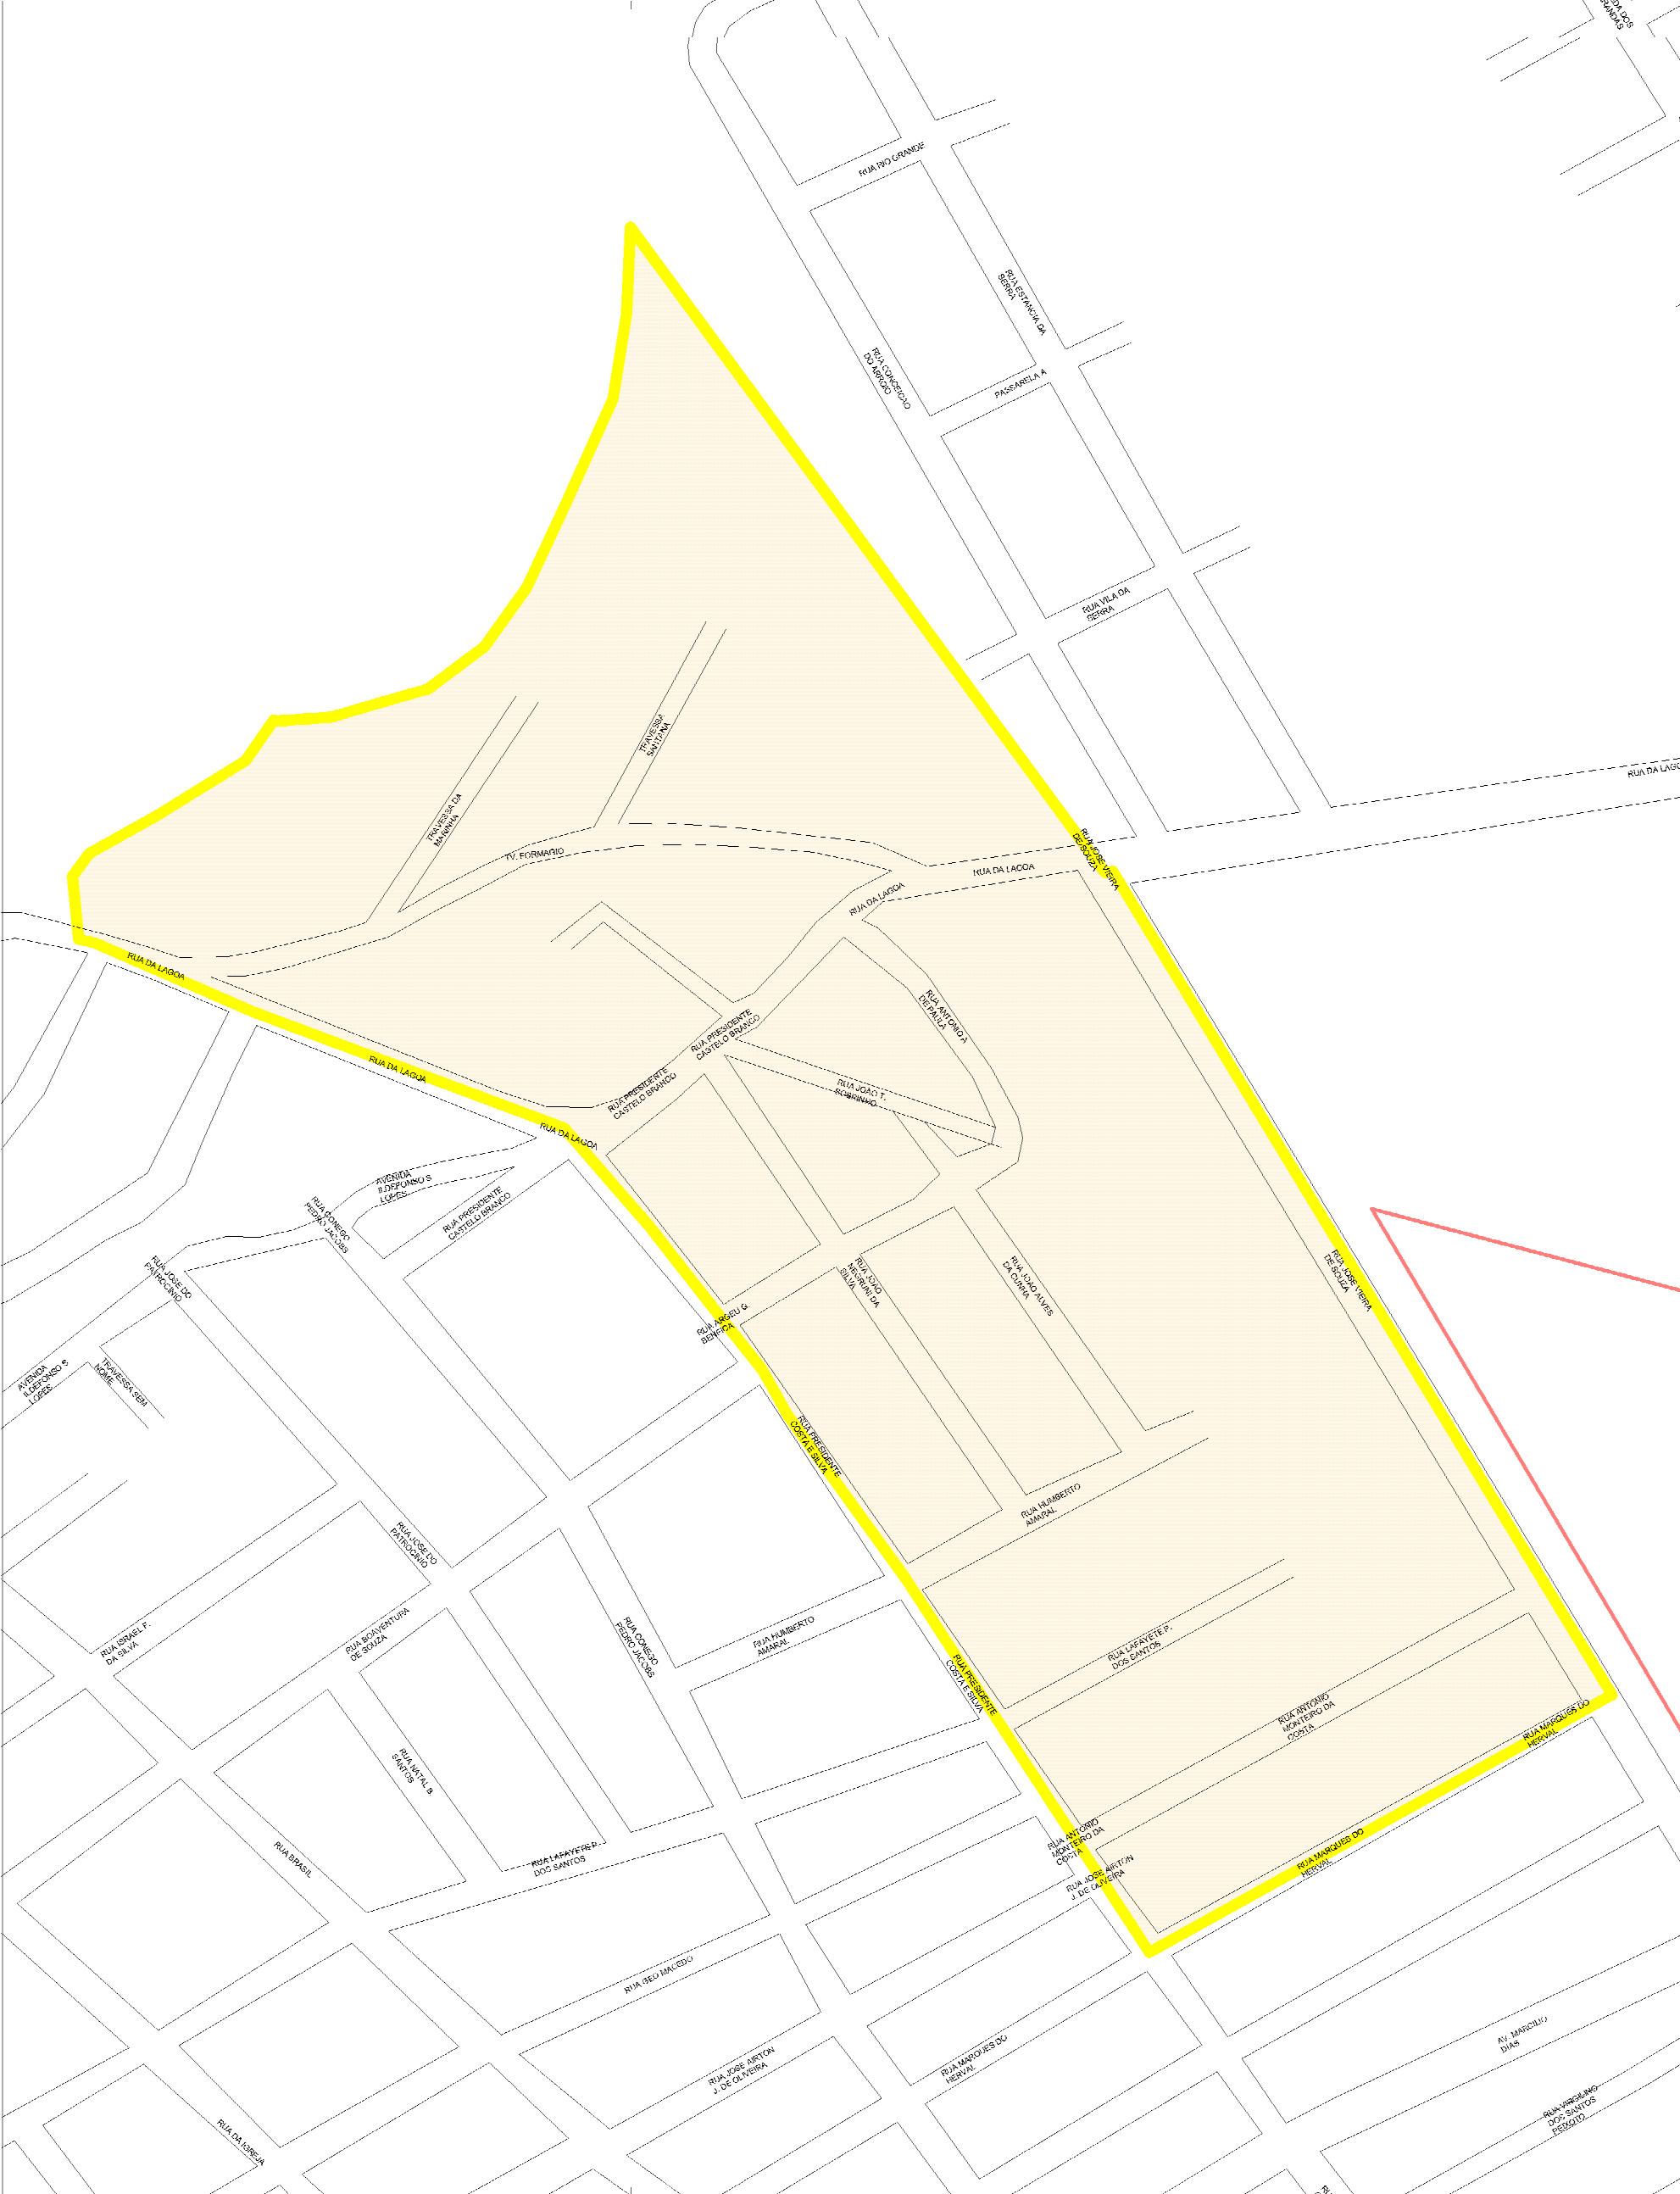 RUA RIO GRANDE
RUA ESTANCIA DA
SERRA
RUA CONCEICAO
DO ARROIO
PASSARELA A
RUA VILA DA
SERRA
TRAVESSA
SANTANA
TRAVESSA DA
MARINHA
TV. FORMARIO
RUA JOSE VIEIRA
DE SOUZA
RUA DA LAGOA
RUA DA LAGOA
RUA DA LAGOA
RUA ANTONIO A
DE PAULA
RUA PRESIDENTE
CASTELO BRANCO
RUA DA LAGOA
RUA PRESIDENTE
CASTELO BRANCO
RUA JOAO T.
SOBRINHO
RUA DA LAGOA
AVENIDA
ILDEFONSO S
LOPES
RUA PRESIDENTE
CASTELO BRANCO
RUA CONEGO
PEDRO JACOBS
RUA JOSE DO
PATROCINIO
RUA JOAO
NEGRUNI DA
SILVA
RUA JOAO ALVES
DA CUNHA
RUA JOSE VIEIRA
DE SOUZA
RUA ARGEU G
BENFICA
AVENIDA
ILDEFONSO S
LOPES
TRAVESSA SEM
NOME
RUA PRESIDENTE
COSTA E SILVA
RUA HUMBERTO
AMARAL
RUA JOSE DO
PATROCINIO
RUA ISRAEL F.
DA SILVA
RUA BOAVENTURA
DE SOUZA
RUA CONEGO
PEDRO JACOBS
RUA HUMBERTO
AMARAL
RUA LAFAYETE P.
DOS SANTOS
RUA PRESIDENTE
COSTA E SILVA
RUA ANTONIO
MONTEIRO DA
COSTA
RUA MARQUES DO
HERVAL
RUA NATAL B
SANTOS
RUA BRASIL
RUA LAFAYETE P.
DOS SANTOS
RUA ANTONIO
MONTEIRO DA
COSTA
RUA MARQUES DO
HERVAL
RUA JOSE AIRTON
J. DE OLIVEIRA
RUA GEO MACEDO
RUA JOSE AIRTON
J. DE OLIVEIRA
RUA MARQUES DO
HERVAL
AV. MARCILIO
DIAS
RUA VIRGILINO
DOS SANTOS
PEIXOTO
RUA DA IGREJA